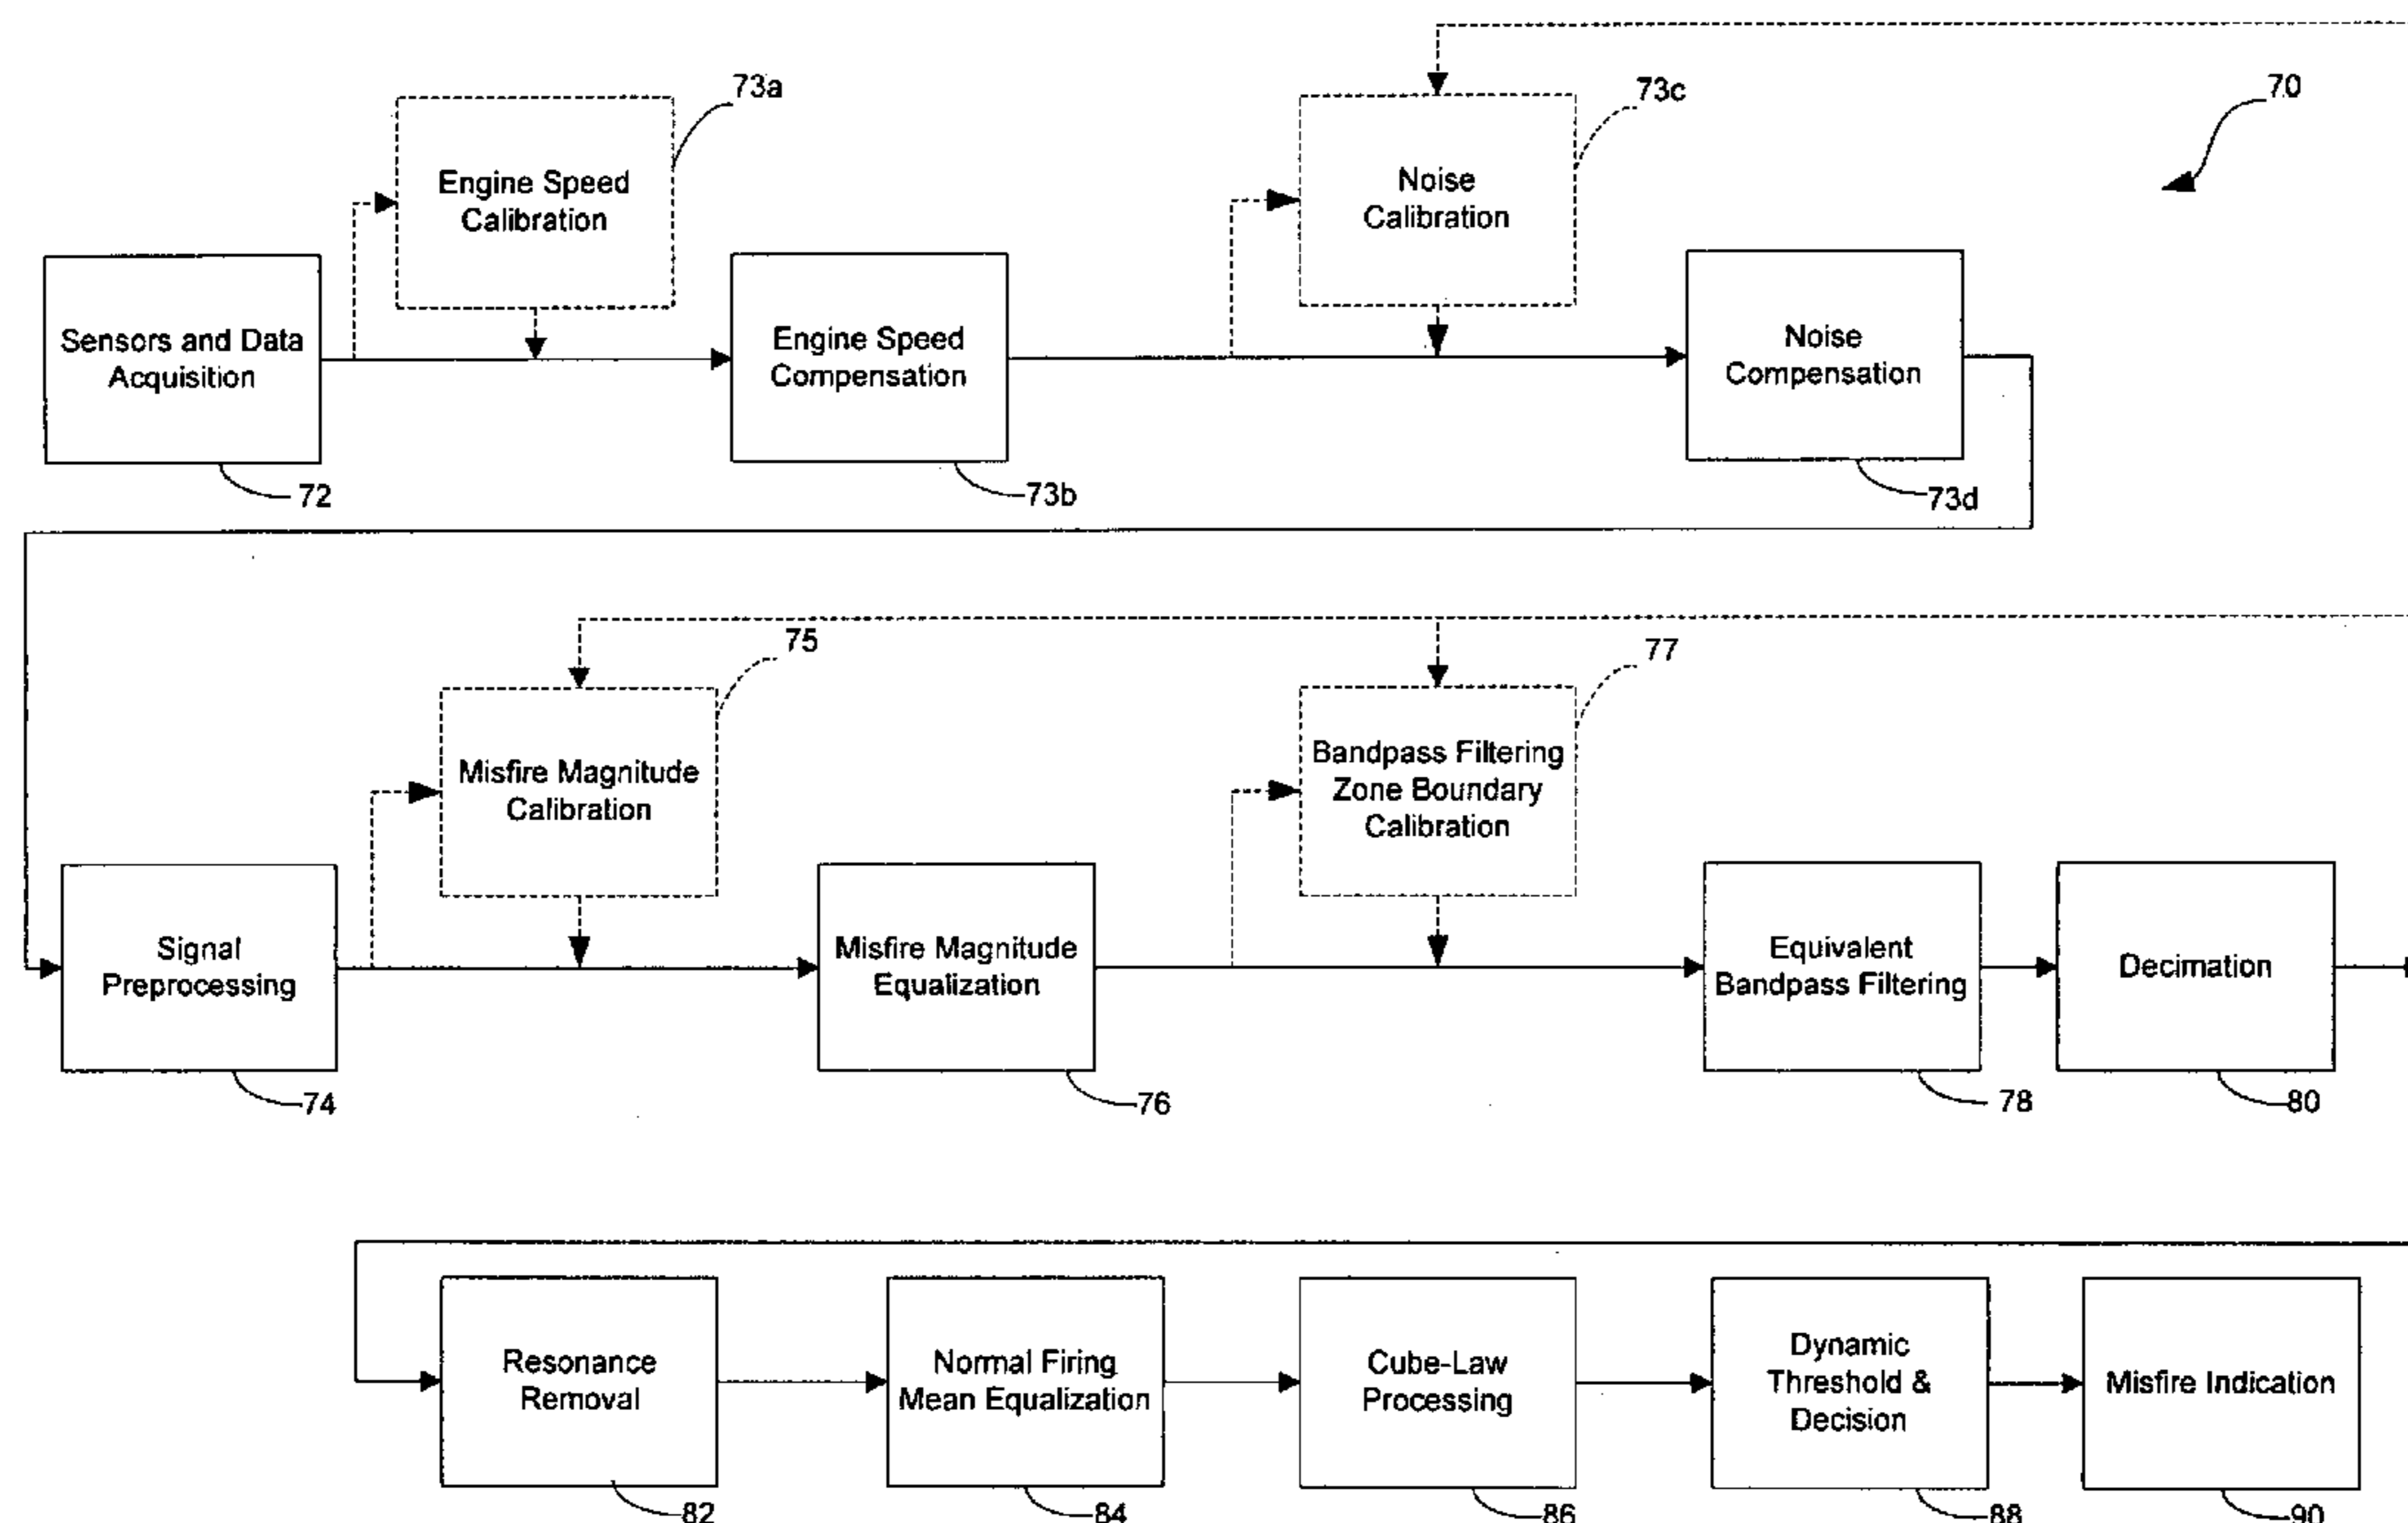 73a
73c
70
Engine Speed
Calibration
Noise
Calibration
Sensors and Data
Acquisition
Engine Speed
Compensation
Noise
Compensation
72
73b
73d
75
77
Misfire Magnitude
Calibration
Bandpass Filtering
Zone Boundary
Calibration
Signal
Preprocessing
Misfire Magnitude
Equalization
Equivalent
Bandpass Filtering
Decimation
74
76
78
80
Resonance
Removal
Normal Firing
Mean Equalization
Cube-Law
Processing
Dynamic
Threshold &
Decision
Misfire Indication
82
84
86
88
90